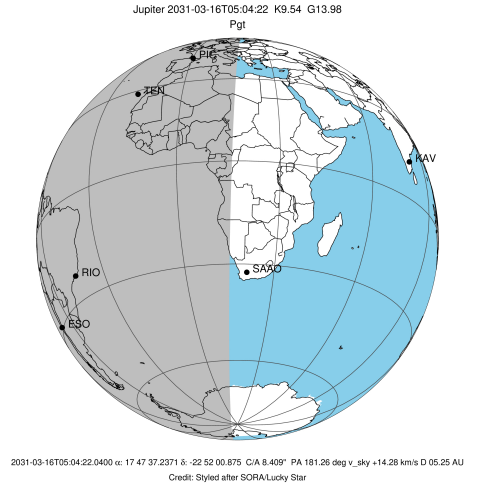 Jupiter 2031-03-16T05:04:22 K9.54 G13.98
Pgt
PIC
TEN
KAV
SAAO
RIO
ESO
2031-03-16T05:04:22.0400 α: 17 47 37.2371 δ: -22 52 00.875 C/A 8.409" PA 181.26 deg v_sky +14.28 km/s D 05.25 AU
Credit: Styled after SORA/Lucky Star